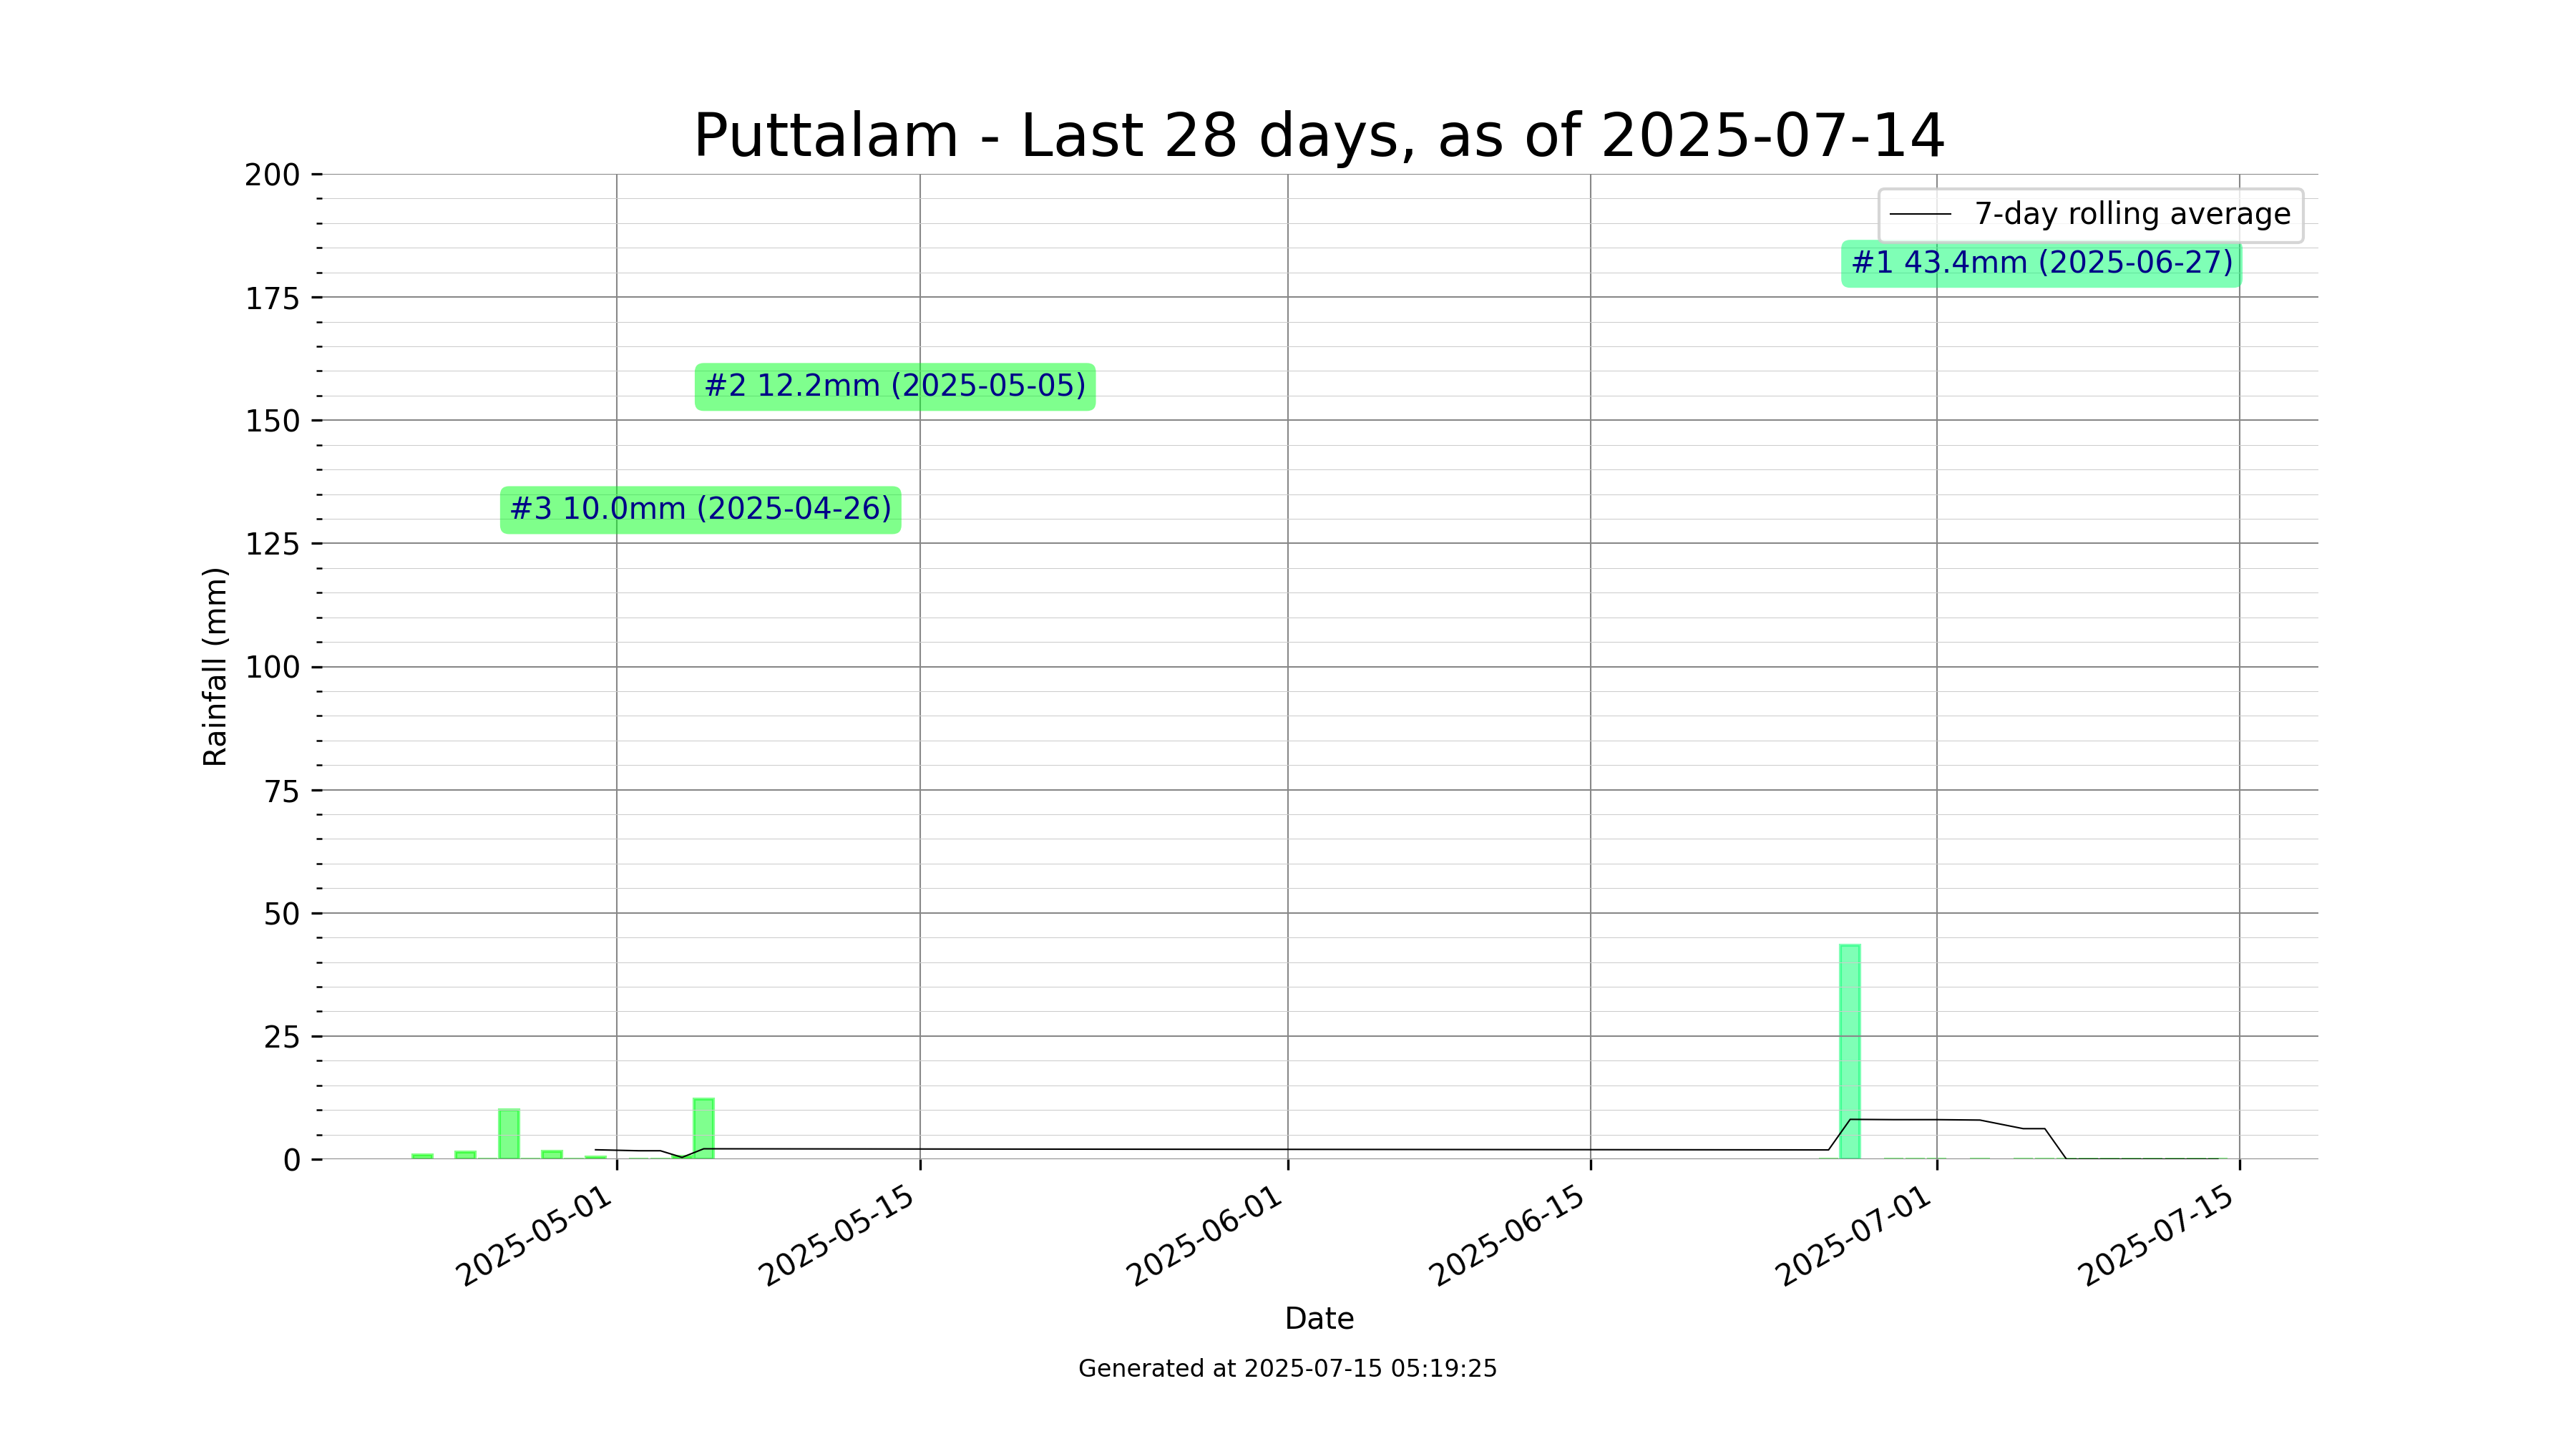 Puttalam - Last 28 days, as of 2025-07-14
200
175
150
125
100
75
50
25
0
Rainfall (mm)
7-day rolling average
#1 43.4mm (2025-06-27)
#2 12.2mm (2025-05-05)
#3 10.0mm (2025-04-26)
2025-05-01
2025-05-15
2025-06-01
2025-06-15
2025-07-01
2025-07-15
Date
Generated at 2025-07-15 05:19:25